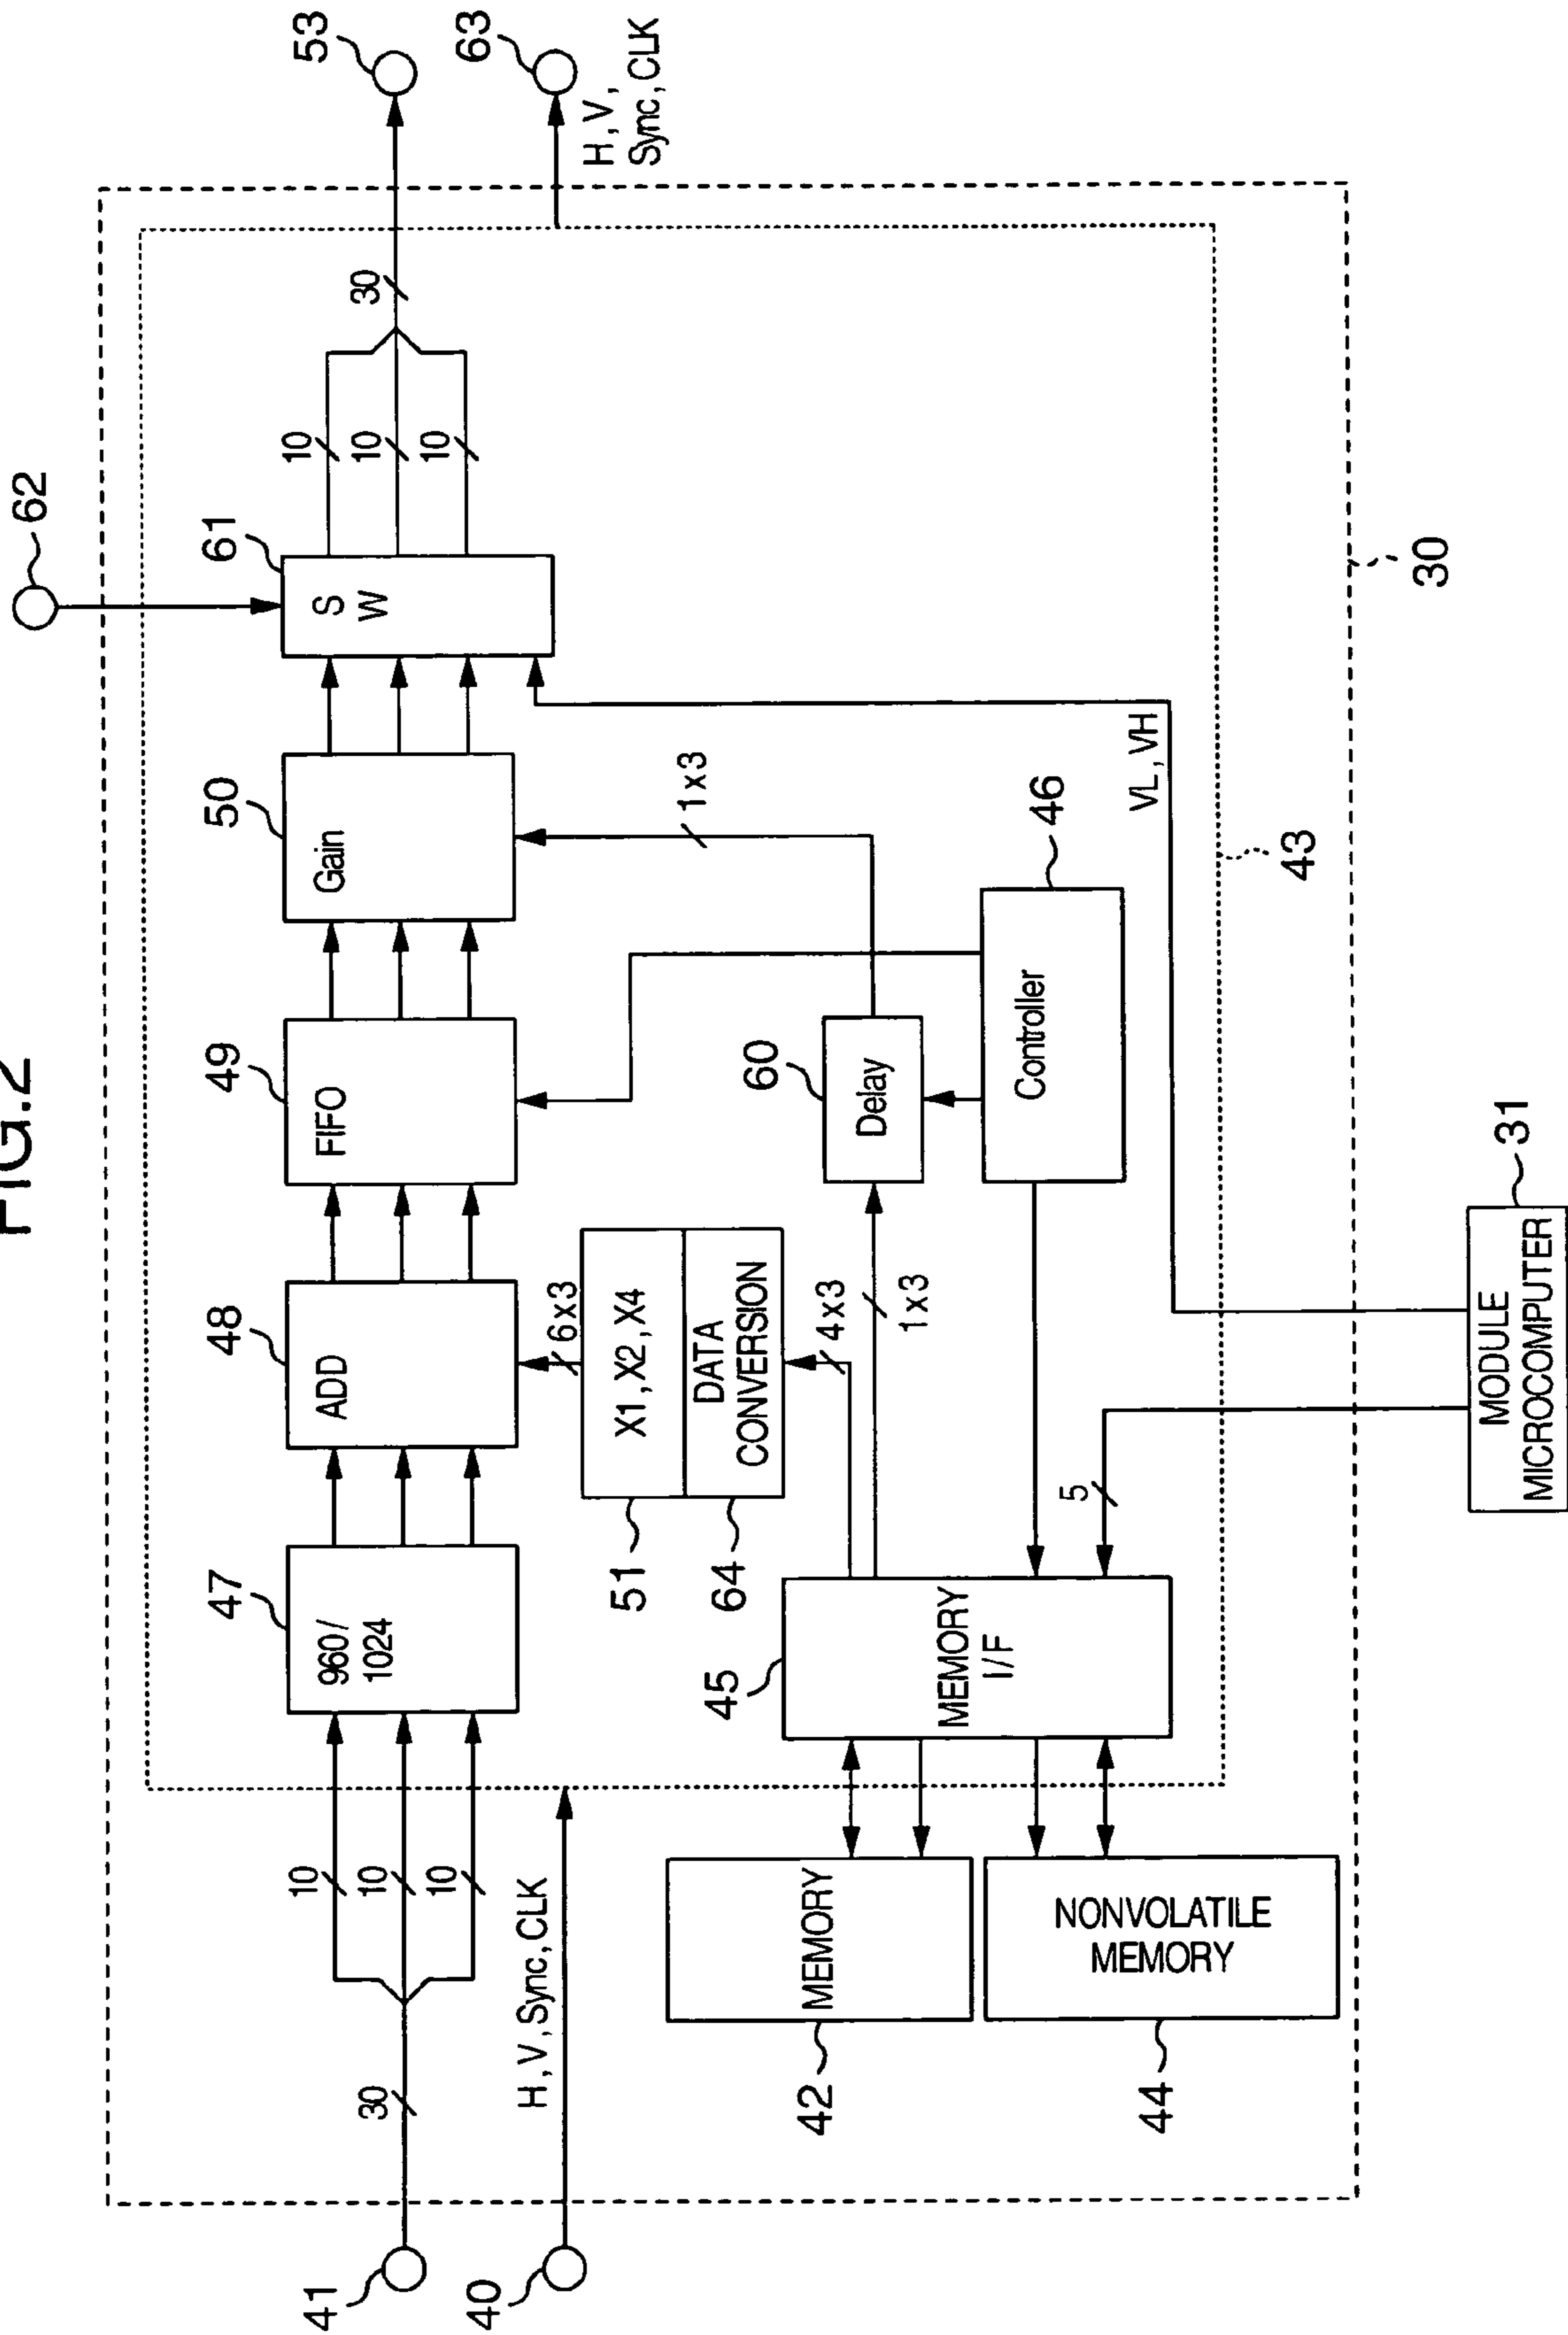 FIG.2
41
30
10
10
10
47
960/
1024
48
ADD
49
FIFO
50
Gain
61
S
W
62
10
10
10
30
53
63
H, V,
Sync, CLK
40
H, V, Sync, CLK
6x3
51
X1, X2, X4
64
DATA
CONVERSION
4x3
1x3
60
Delay
1x3
46
Controller
VL, VH
45
MEMORY
I/F
5
42
MEMORY
44
NONVOLATILE
MEMORY
43
30
31
MODULE
MICROCOMPUTER